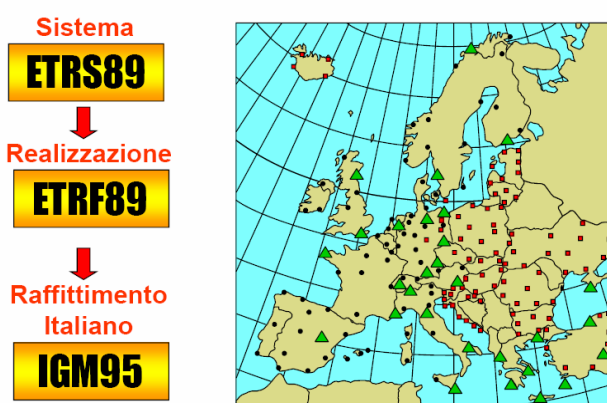 Sistema
ETRS89
Realizzazione
ETRF89
Raffittimento
Italiano
IGM95